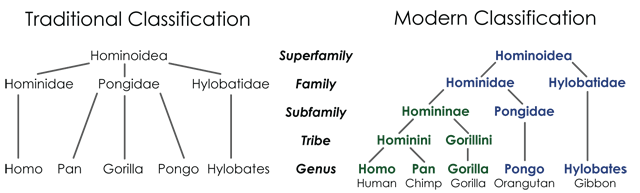 Traditional Classification
Modern Classification
Hominoidea
Superfamily
Hominoidea
Hominidae Pongidae Hylobatidae
Family
Hominidae Hylobatidae
Subfamily
Homininae Pongidae
Tribe
Hominini Gorillini
Homo Pan Gorilla Pongo Hylobates
Genus
Homo Pan Gorilla Pongo Hylobates
Human Chimp Gorilla Orangutan Gibbon